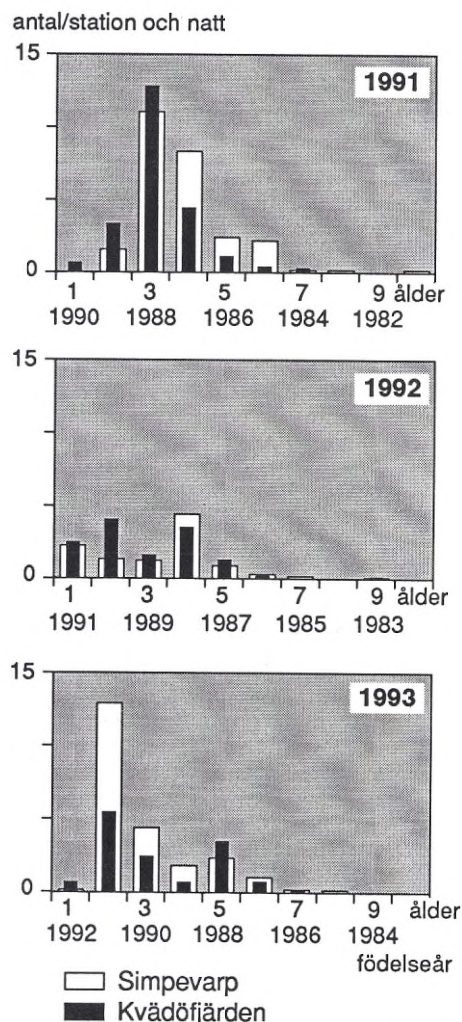 antal/station och natt
15
1991
0
1 3 5 7 9 ålder
1990 1988 1986 1984 1982
15
1992
0
1 3 5 7 9 ålder
1991 1989 1987 1985 1983
15
1993
0
1 3 5 7 9 ålder
1992 1990 1988 1986 1984
födelseår
Simpevarp
Kvädöfjärden